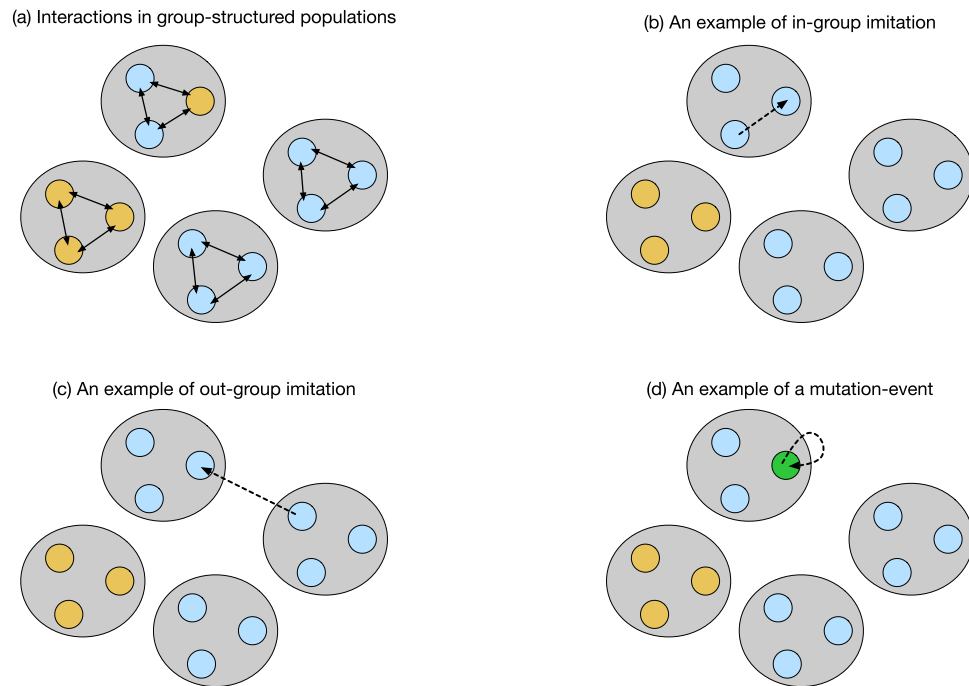 (a) Interactions in group-structured populations
(b) An example of in-group imitation
(c) An example of out-group imitation
(d) An example of a mutation-event